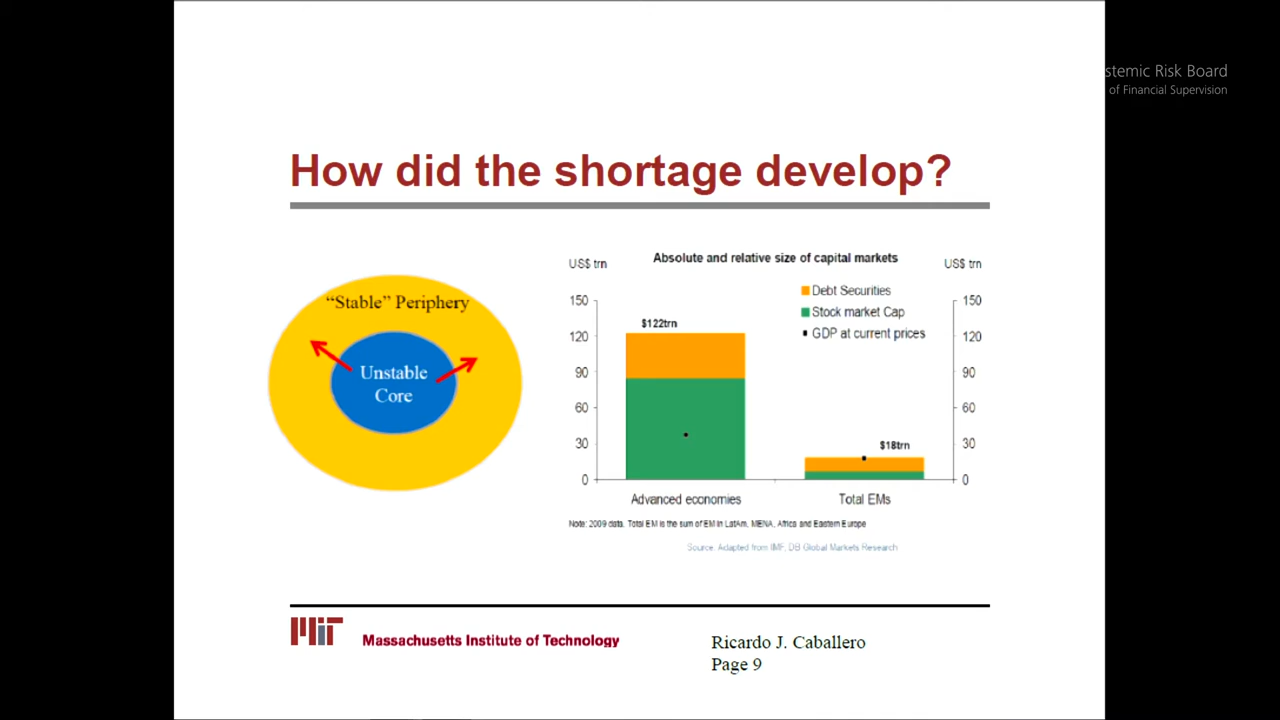 stemic Risk Board
of Financial Supervision
How did the shortage develop?
“Stable” Periphery
Unstable
Core
Absolute and relative size of capital markets
US$ trn
US$ trn
Debt Securities
Stock market Cap
GDP at current prices
150
120
90
60
30
0
$122trn
$18trn
150
120
90
60
30
0
Advanced economies
Total EMs
Note: 2009 data. Total EM is the sum of EM in LatAm, MENA, Africa and Eastern Europe
Source: Adapted from IMF, DB Global Markets Research
MIT
Massachusetts Institute of Technology
Ricardo J. Caballero
Page 9